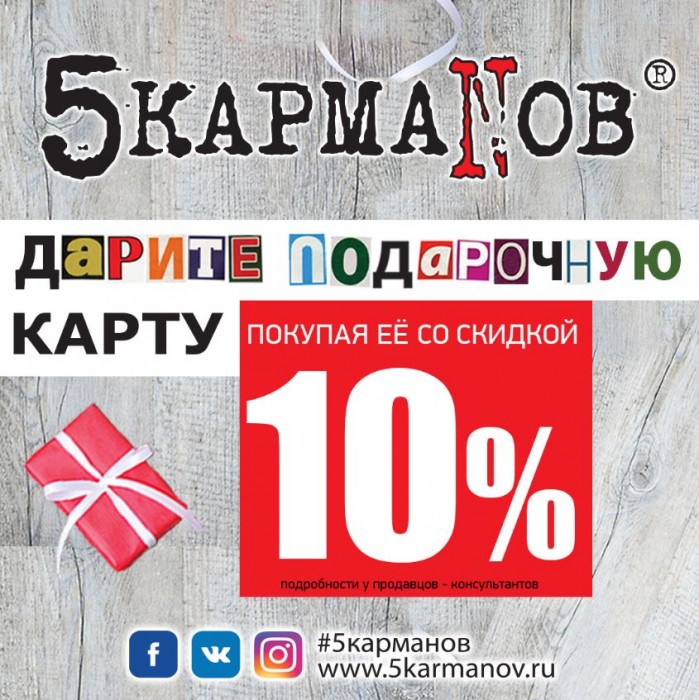 5КАРМАNОВ®
ДАРИТЕ ПОДАРОЧНУЮ
КАРТУ
ПОКУПАЯ ЕЁ СО СКИДКОЙ
10%
подробности у продавцов - консультантов
#5карманов
www.5karmanov.ru